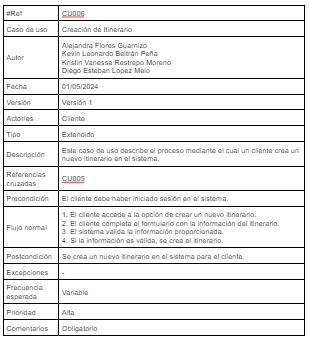 #Ref CU006
Caso de uso Creación de Itinerario
Autor
Alejandra Flores Guarnizo
Kevin Leonardo Beltrán Peña
Kristin Vanessa Restrepo Moreno
Diego Esteban Lopez Melo
Fecha 01/05/2024
Versión Versión 1
Actor/es Cliente
Tipo Extendido
Descripción
Este caso de uso describe el proceso mediante el cual un cliente crea un
nuevo itinerario en el sistema.
Referencias
cruzadas
CU005
Precondición El cliente debe haber iniciado sesión en el sistema.
Flujo normal
1. El cliente accede a la opción de crear un nuevo itinerario.
2. El cliente completa el formulario con la información del itinerario.
3. El sistema valida la información proporcionada.
4. Si la información es válida, se crea el itinerario.
Postcondición Se crea un nuevo itinerario en el sistema para el cliente.
Excepciones -
Frecuencia
esperada
Variable
Prioridad Alta
Comentarios Obligatorio